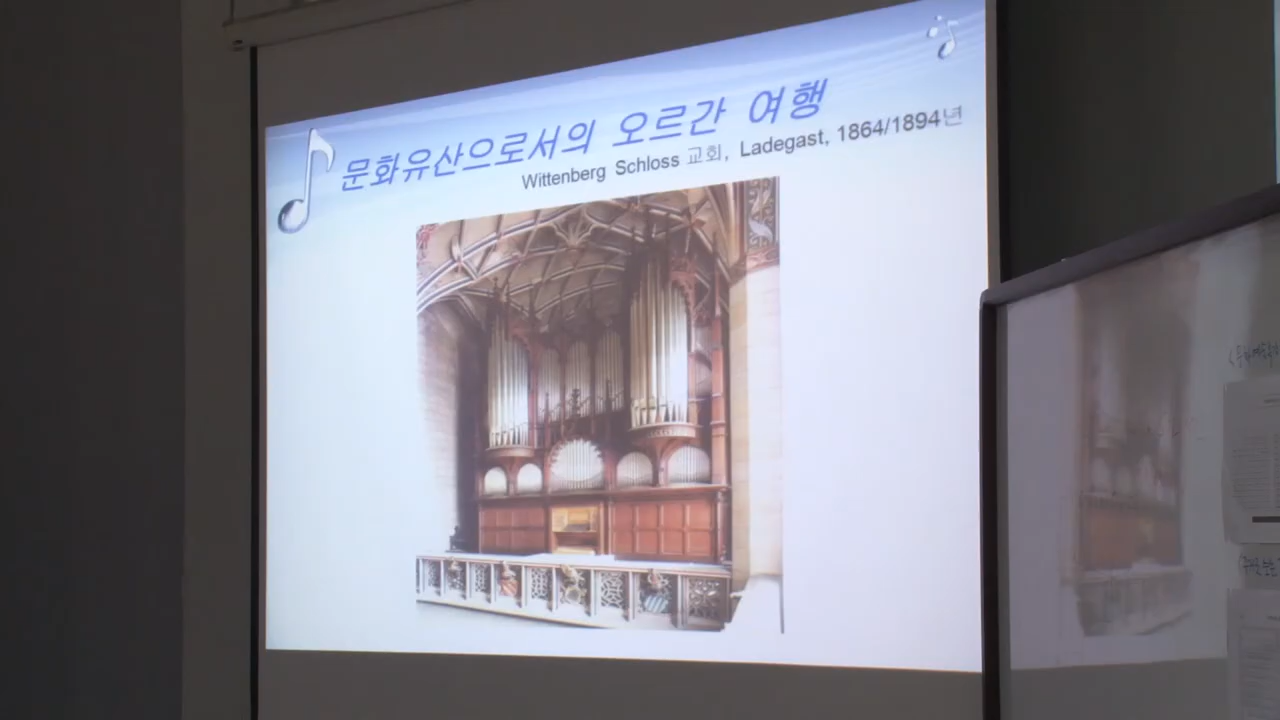 문화유산으로서의 오르간 여행
Wittenberg Schloss 교회, Ladegast, 1864/1894년